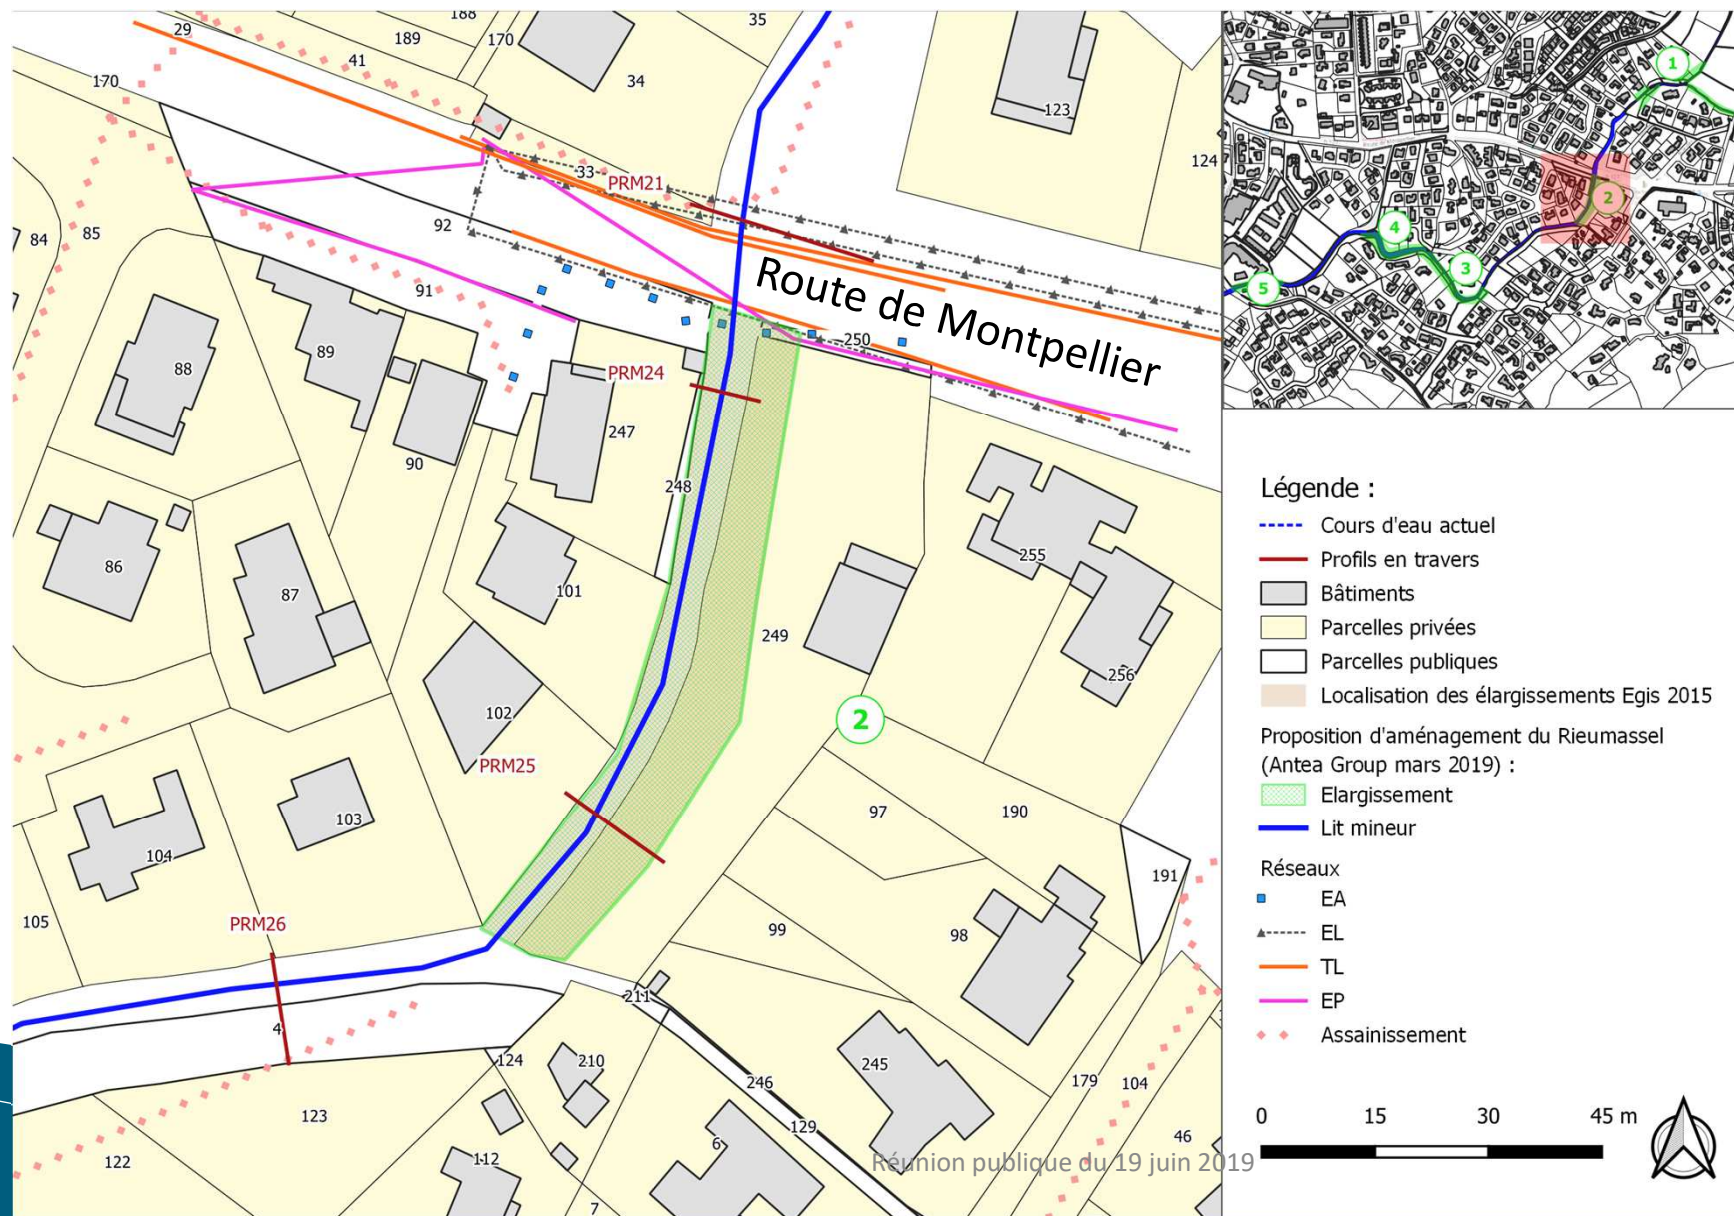 188
35
29
189
170
41
34
170
123
124
33
PRM21
84
85
92
Route de Montpellier
91
250
89
88
PRM24
247
90
248
255
86
87
101
249
256
102
2
PRM25
97
190
103
104
191
105
PRM26
99
98
211
4
124
210
245
246
179
104
123
129
46
6
122
112
7
Réunion publique du 19 juin 2019
1
2
4
3
5
Légende :
Cours d'eau actuel
Profils en travers
Bâtiments
Parcelles privées
Parcelles publiques
Localisation des élargissements Egis 2015
Proposition d'aménagement du Rieumassel
(Antea Group mars 2019) :
Elargissement
Lit mineur
Réseaux
EA
EL
TL
EP
Assainissement
0 15 30 45 m